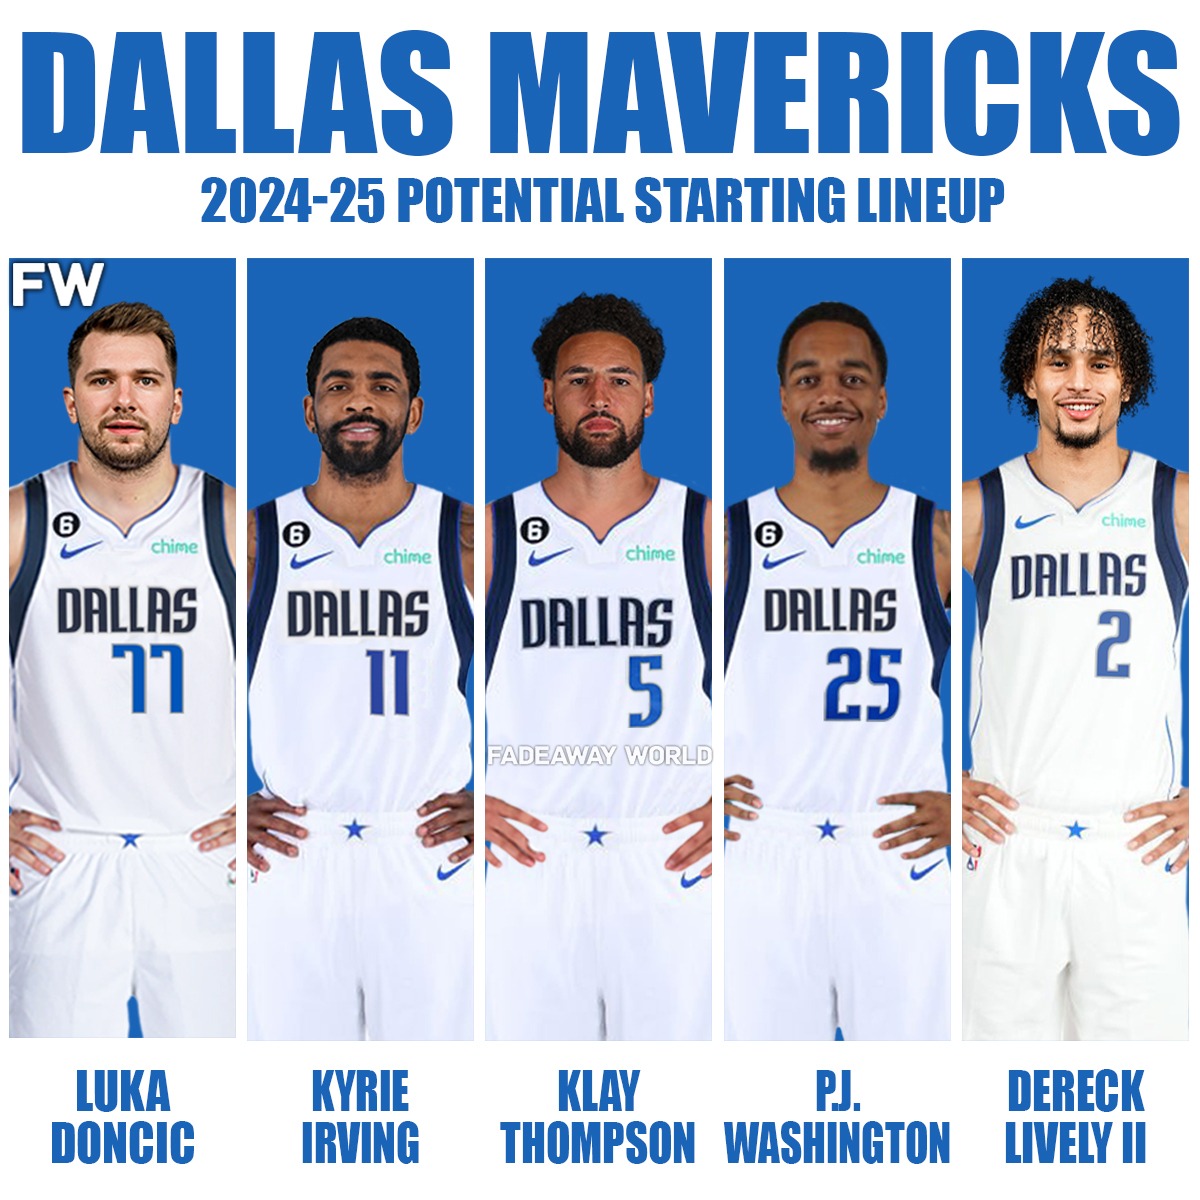 DALLAS MAVERICKS
2024-25 POTENTIAL STARTING LINEUP
FW
6
chime
DALLAS
77
6
chime
DALLAS
11
6
chime
DALLAS
5
FADEAWAY WORLD
6
chime
DALLAS
25
chime
DALLAS
2
LUKA
DONCIC
KYRIE
IRVING
KLAY
THOMPSON
P.J.
WASHINGTON
DERECK
LIVELY II